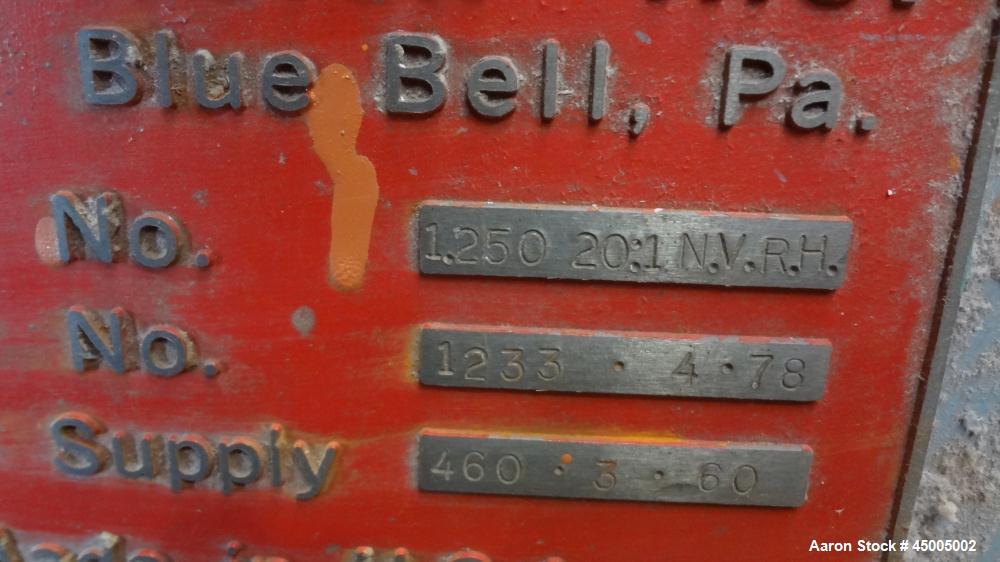 Blue Bell, Pa.
No. 1.250 20:1 N.V.R.H.
No. 1233 · 4 · 78
Supply 460 · 3 · 60
Aaron Stock # 45005002